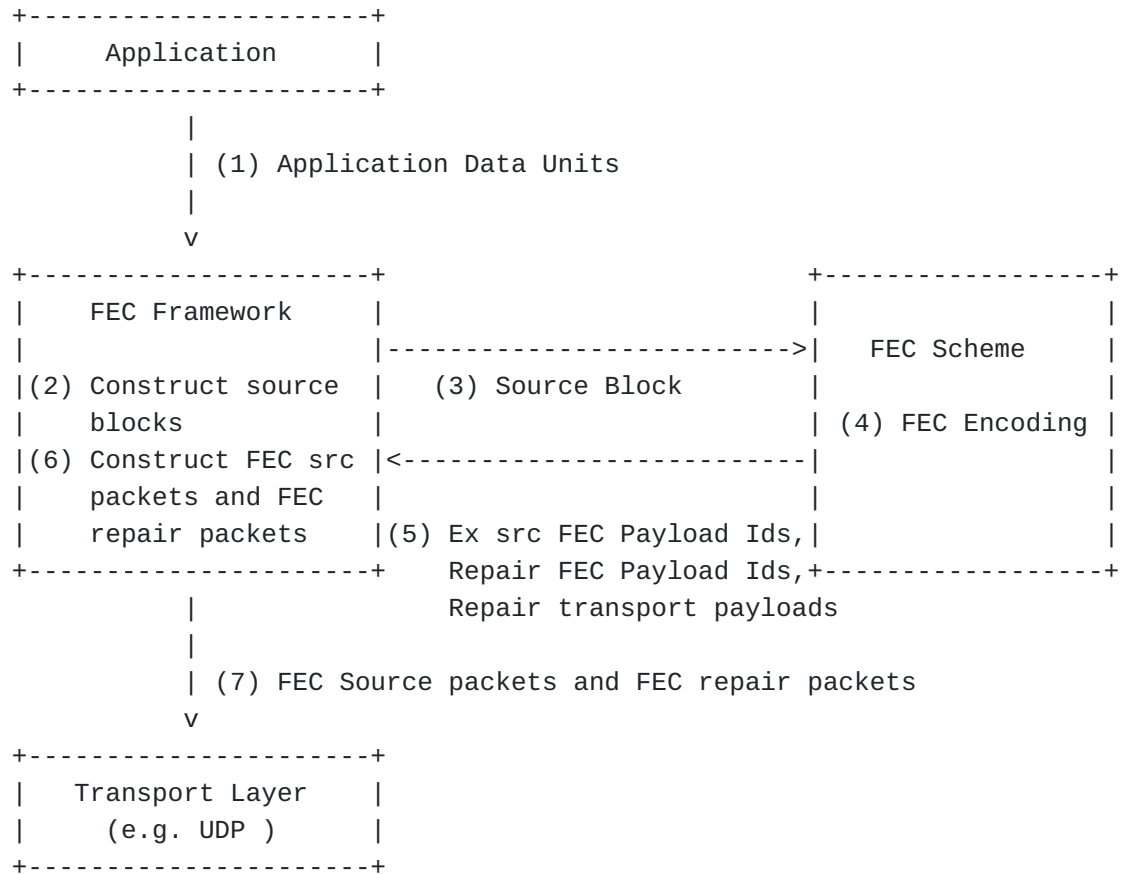 Application
(1) Application Data Units
FEC Framework
FEC Scheme
(2) Construct source
(3) Source Block
blocks
(4) FEC Encoding
(6) Construct FEC src
packets and FEC
repair packets
(5) Ex src FEC Payload Ids,
Repair FEC Payload Ids,
Repair transport payloads
(7) FEC Source packets and FEC repair packets
Transport Layer
(e.g. UDP )